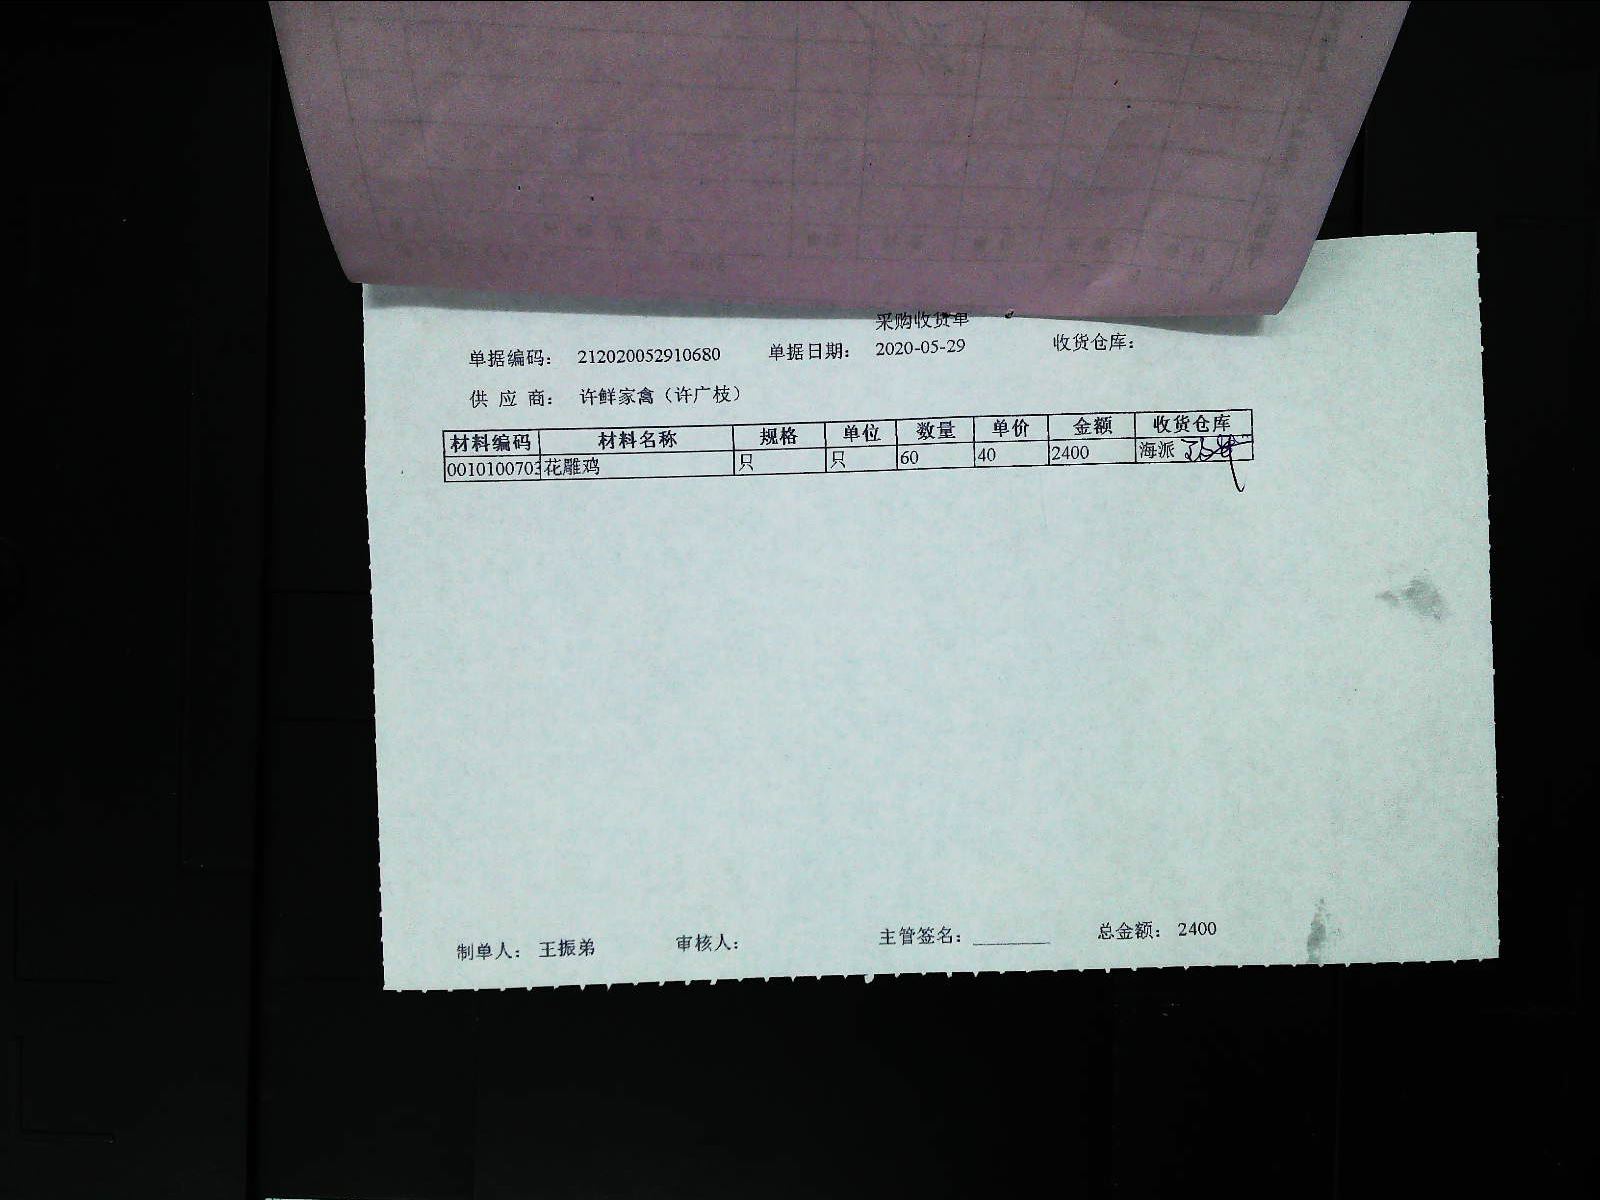 采购收货单
单据编码： 212020052910680 单据日期： 2020-05-29 收货仓库：
供 应 商： 许鲜家禽（许广枝）
材料编码 材料名称 规格 单位 数量 单价 金额 收货仓库
0010100703 花雕鸡 只 只 60 40 2400 海派
制单人： 王振弟 审核人： 主管签名： 总金额： 2400